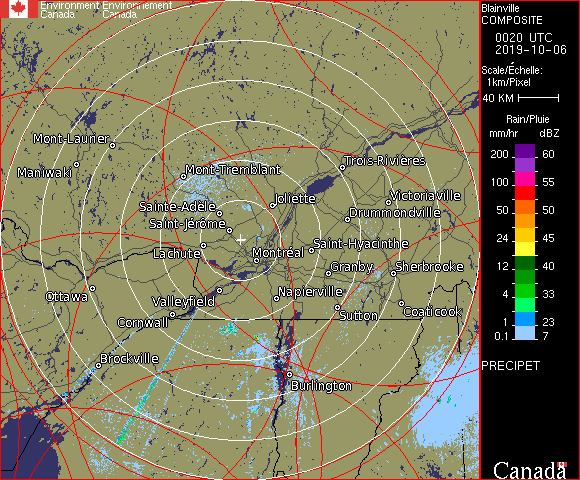 Environment Environnement
Canada Canada
Blainville
COMPOSITE
0020 UTC
2019-10-06
Scale/Échelle:
1km/Pixel
40 KM
Rain/Pluie
mm/hr dBZ
200 60
100 55
50 50
24 45
12 40
4 33
1 23
0.1 7
PRECIPET
Canada
Mont-Laurier
Maniwaki
Mont-Tremblant
Trois-Rivières
Sainte-Adèle
Joliette
Victoriaville
Drummondville
Saint-Jérôme
Lachute
Montréal
Saint-Hyacinthe
Granby
Sherbrooke
Ottawa
Valleyfield
Napierville
Cornwall
Sutton
Coaticook
Brockville
Burlington